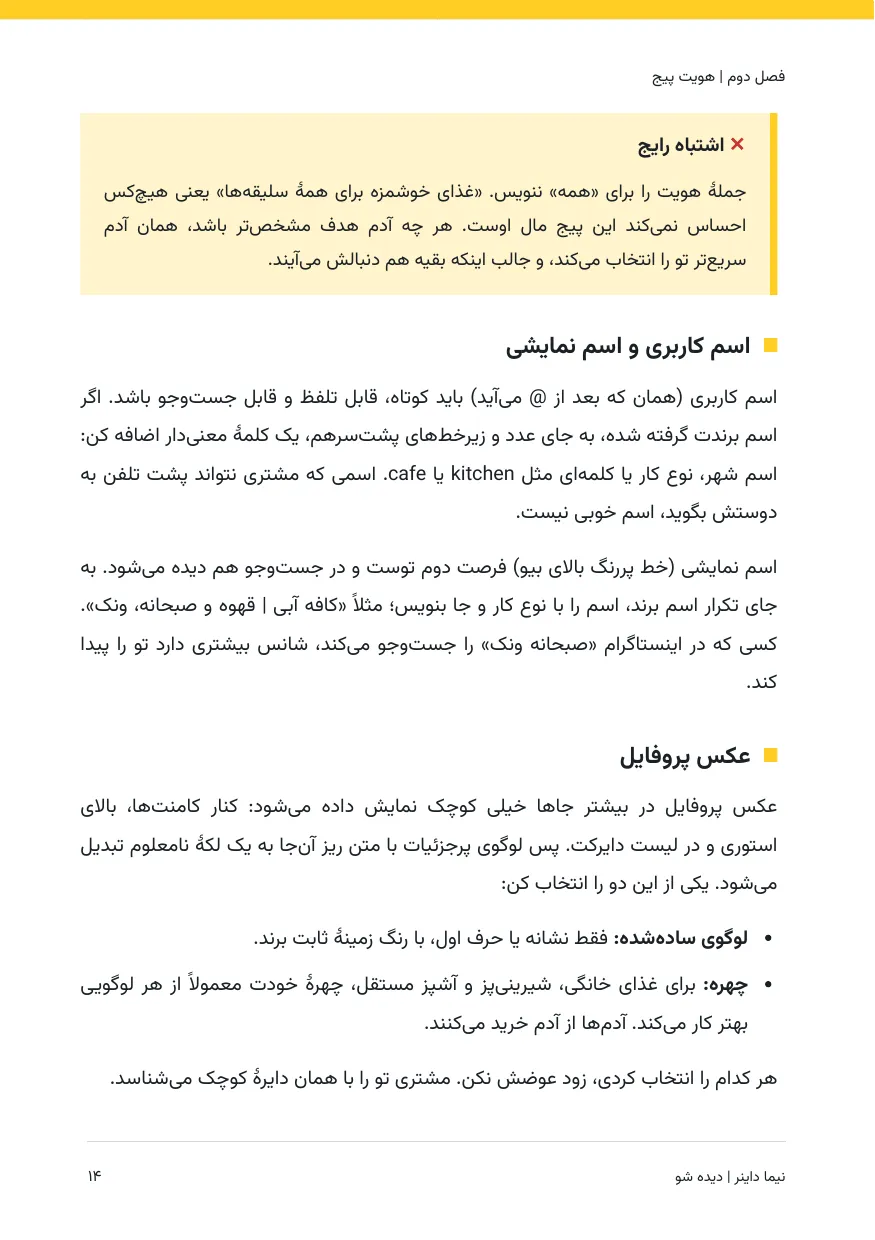 فصل دوم | هویت پیج
✕ اشتباه رایج
جملهٔ هویت را برای «همه» ننویس. «غذای خوشمزه برای همهٔ سلیقه‌ها» یعنی هیچ‌کس
احساس نمی‌کند این پیج مال اوست. هر چه آدم هدف مشخص‌تر باشد، همان آدم
سریع‌تر تو را انتخاب می‌کند، و جالب اینکه بقیه هم دنبالش می‌آیند.
اسم کاربری و اسم نمایشی
اسم کاربری (همان که بعد از @ می‌آید) باید کوتاه، قابل تلفظ و قابل جست‌وجو باشد. اگر
اسم برندت گرفته شده، به جای عدد و زیرخط‌های پشت‌سرهم، یک کلمهٔ معنی‌دار اضافه کن:
اسم شهر، نوع کار یا کلمه‌ای مثل kitchen یا cafe. اسمی که مشتری نتواند پشت تلفن به
دوستش بگوید، اسم خوبی نیست.
اسم نمایشی (خط پررنگ بالای بیو) فرصت دوم توست و در جست‌وجو هم دیده می‌شود. به
جای تکرار اسم برند، اسم را با نوع کار و جا بنویس؛ مثلاً «کافه آبی | قهوه و صبحانه، ونک».
کسی که در اینستاگرام «صبحانه ونک» را جست‌وجو می‌کند، شانس بیشتری دارد تو را پیدا
کند.
عکس پروفایل
عکس پروفایل در بیشتر جاها خیلی کوچک نمایش داده می‌شود: کنار کامنت‌ها، بالای
استوری و در لیست دایرکت. پس لوگوی پرجزئیات با متن ریز آن‌جا به یک لکهٔ نامعلوم تبدیل
می‌شود. یکی از این دو را انتخاب کن:
• لوگوی ساده‌شده: فقط نشانه یا حرف اول، با رنگ زمینهٔ ثابت برند.
• چهره: برای غذای خانگی، شیرینی‌پز و آشپز مستقل، چهرهٔ خودت معمولاً از هر لوگویی
بهتر کار می‌کند. آدم‌ها از آدم خرید می‌کنند.
هر کدام را انتخاب کردی، زود عوضش نکن. مشتری تو را با همان دایرهٔ کوچک می‌شناسد.
نیما داینر | دیده شو
۱۴